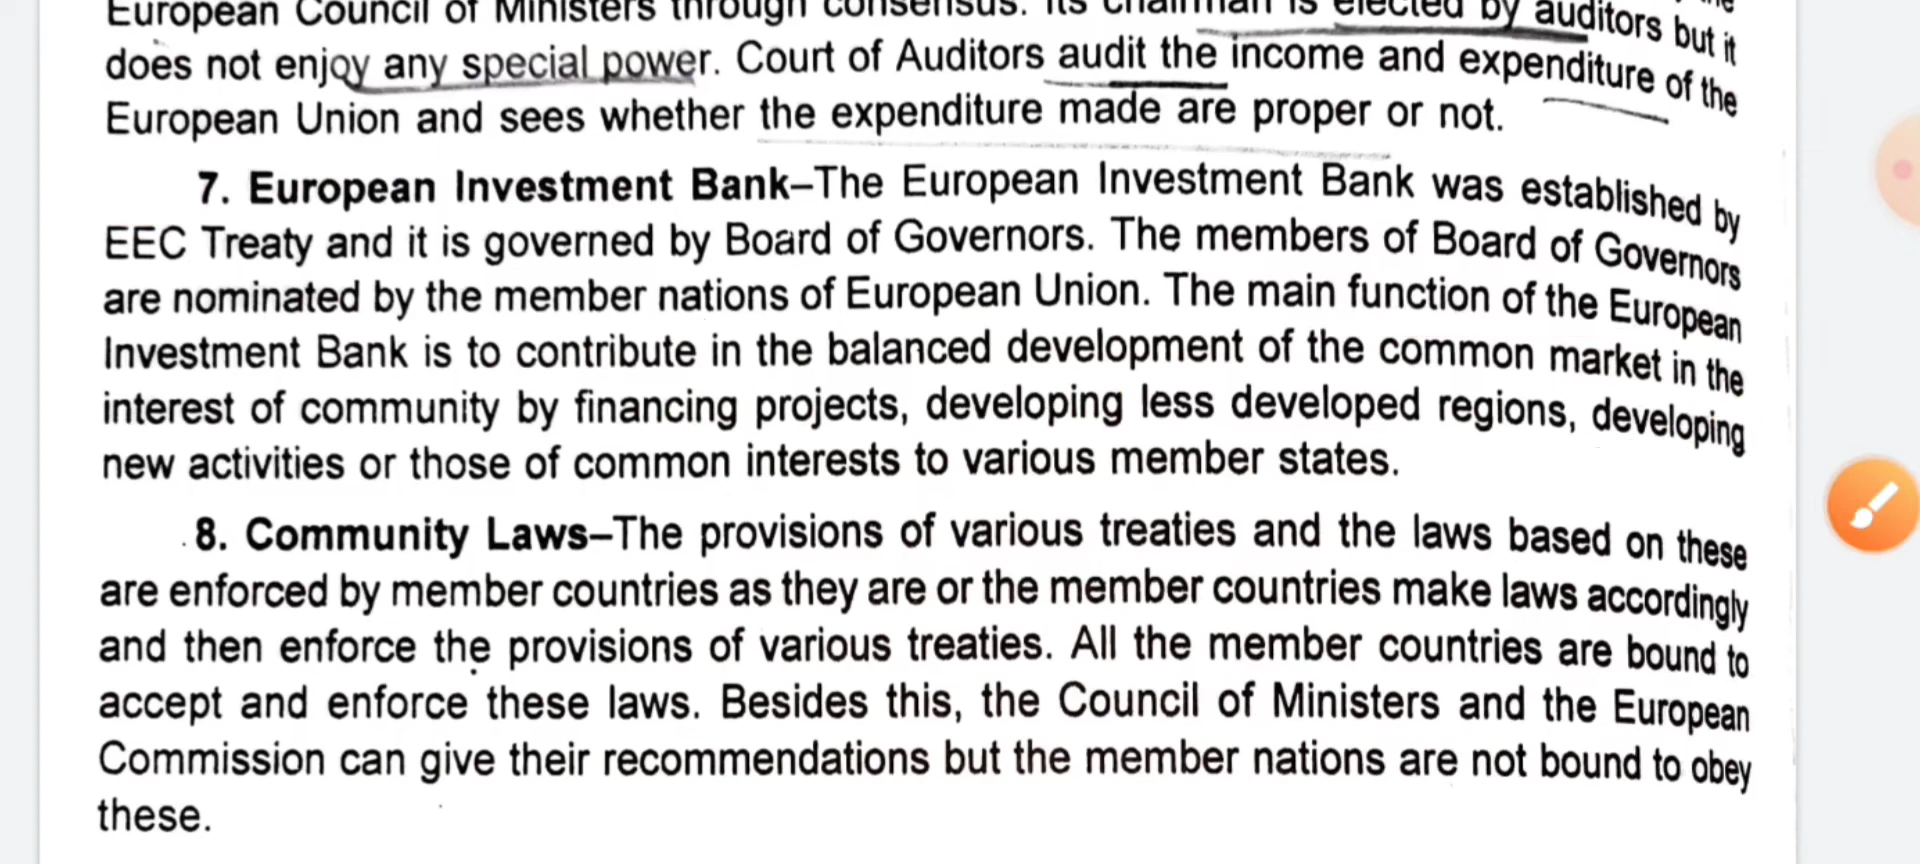 European Council of Ministers through consensus. Its Chairman is elected by auditors but it
does not enjoy any special power. Court of Auditors audit the income and expenditure of the
European Union and sees whether the expenditure made are proper or not.
7. European Investment Bank–The European Investment Bank was established by
EEC Treaty and it is governed by Board of Governors. The members of Board of Governors
are nominated by the member nations of European Union. The main function of the European
Investment Bank is to contribute in the balanced development of the common market in the
interest of community by financing projects, developing less developed regions, developing
new activities or those of common interests to various member states.
8. Community Laws–The provisions of various treaties and the laws based on these
are enforced by member countries as they are or the member countries make laws accordingly
and then enforce the provisions of various treaties. All the member countries are bound to
accept and enforce these laws. Besides this, the Council of Ministers and the European
Commission can give their recommendations but the member nations are not bound to obey
these.